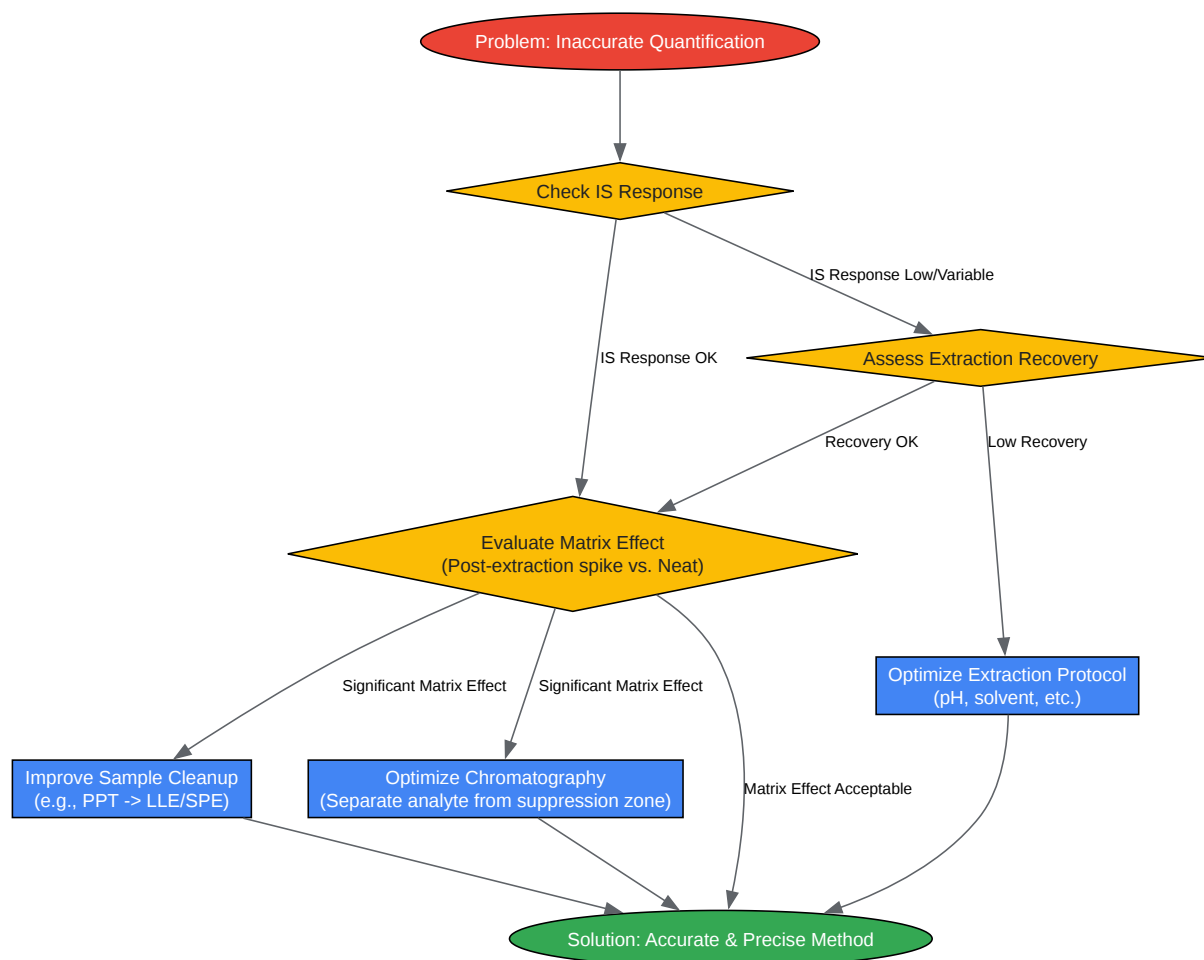 Problem: Inaccurate Quantification
Check IS Response
IS Response Low/Variable
IS Response OK
Assess Extraction Recovery
Recovery OK
Low Recovery
Evaluate Matrix Effect
(Post-extraction spike vs. Neat)
Significant Matrix Effect
Significant Matrix Effect
Optimize Extraction Protocol
(pH, solvent, etc.)
Improve Sample Cleanup
(e.g., PPT -> LLE/SPE)
Optimize Chromatography
(Separate analyte from suppression zone)
Matrix Effect Acceptable
Solution: Accurate & Precise Method